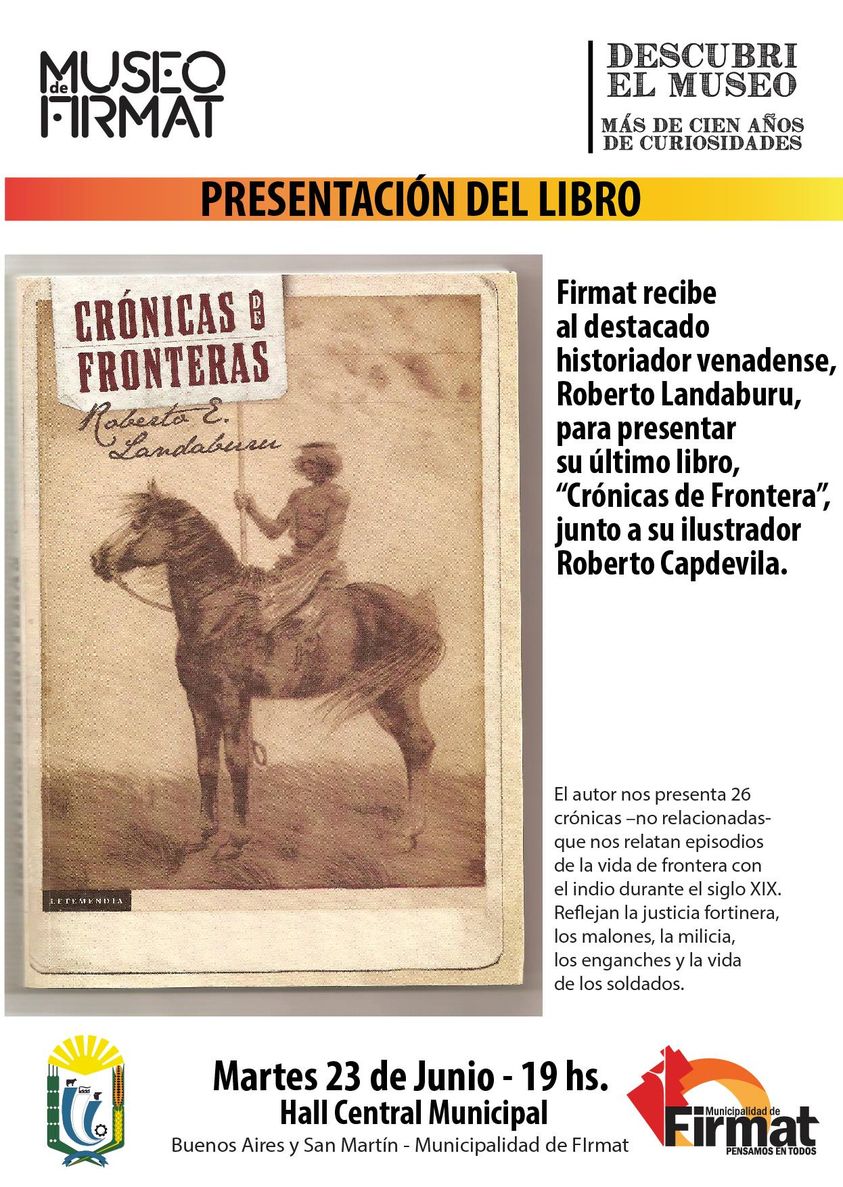 MUSEO
de
FIRMAT
DESCUBRI
EL MUSEO
MÁS DE CIEN AÑOS
DE CURIOSIDADES
PRESENTACIÓN DEL LIBRO
CRÓNICAS DE
FRONTERAS
Roberto E.
Landaburu
LETEMENDIA
Firmat recibe
al destacado
historiador venadense,
Roberto Landaburu,
para presentar
su último libro,
“Crónicas de Frontera”,
junto a su ilustrador
Roberto Capdevila.
El autor nos presenta 26
crónicas –no relacionadas-
que nos relatan episodios
de la vida de frontera con
el indio durante el siglo XIX.
Reflejan la justicia fortinera,
los malones, la milicia,
los enganches y la vida
de los soldados.
Martes 23 de Junio - 19 hs.
Hall Central Municipal
Buenos Aires y San Martín - Municipalidad de FIrmat
Municipalidad de
Firmat
PENSAMOS EN TODOS